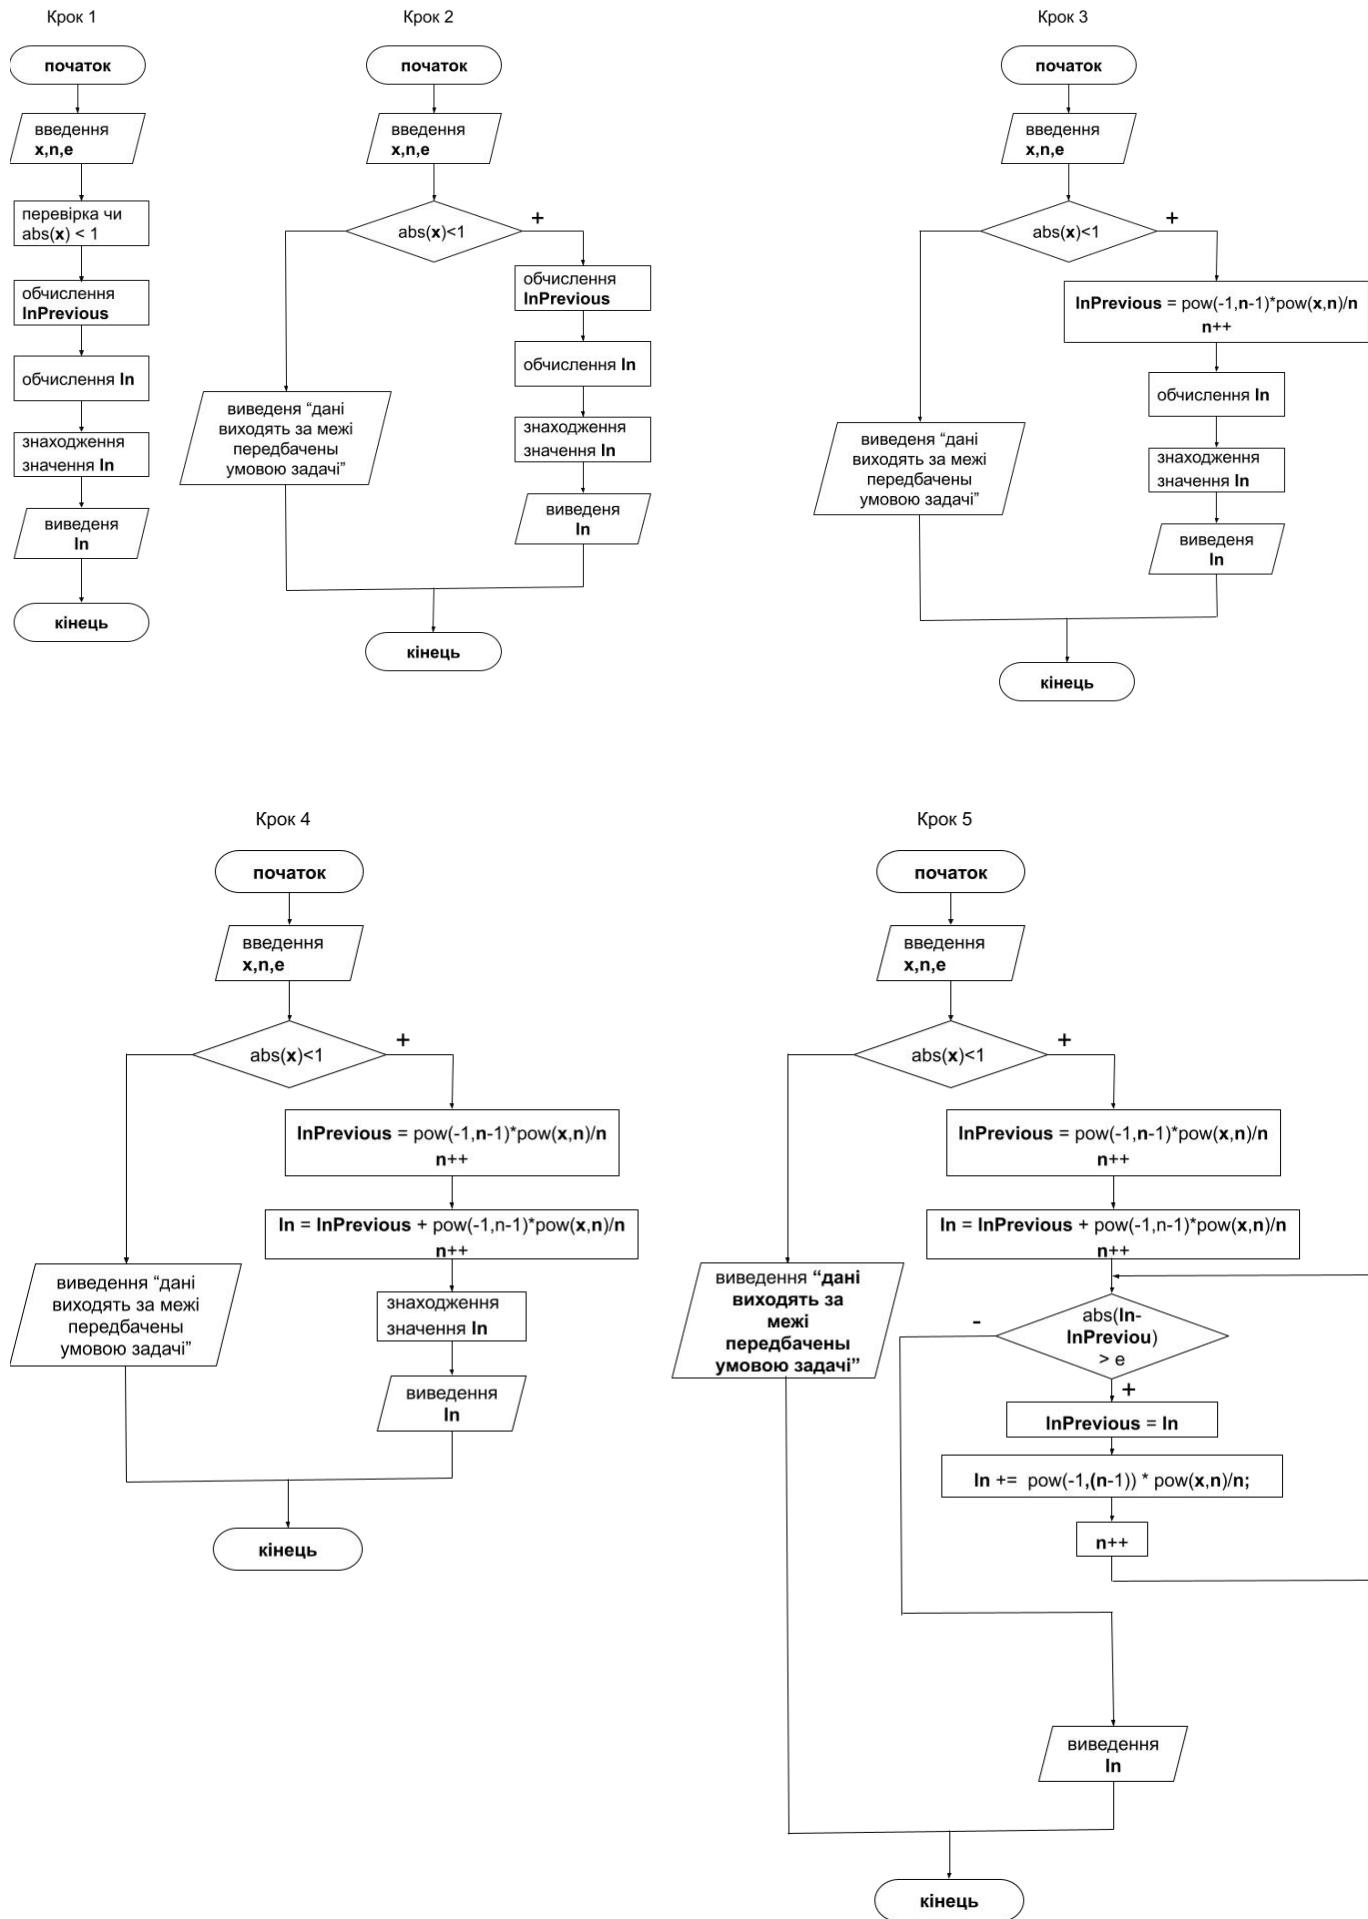 Крок 1
початок
введення
x,n,e
перевірка чи
abs(x) < 1
обчислення
lnPrevious
обчислення ln
знаходження
значення ln
виведеня
ln
кінець
Крок 2
початок
введення
x,n,e
abs(x)<1
+
обчислення
lnPrevious
обчислення ln
знаходження
значення ln
виведеня
ln
виведеня “дані
виходять за межі
передбачены
умовою задачі”
кінець
Крок 3
початок
введення
x,n,e
abs(x)<1
+
lnPrevious = pow(-1,n-1)*pow(x,n)/n
n++
обчислення ln
знаходження
значення ln
виведеня
ln
виведеня “дані
виходять за межі
передбачены
умовою задачі”
кінець
Крок 4
початок
введення
x,n,e
abs(x)<1
+
lnPrevious = pow(-1,n-1)*pow(x,n)/n
n++
ln = lnPrevious + pow(-1,n-1)*pow(x,n)/n
n++
знаходження
значення ln
виведення
ln
виведення “дані
виходять за межі
передбачены
умовою задачі”
кінець
Крок 5
початок
введення
x,n,e
abs(x)<1
+
lnPrevious = pow(-1,n-1)*pow(x,n)/n
n++
ln = lnPrevious + pow(-1,n-1)*pow(x,n)/n
n++
виведення “дані
виходять за
межі
передбачены
умовою задачі”
-
abs(ln-
lnPreviou)
> e
+
lnPrevious = ln
ln += pow(-1,(n-1)) * pow(x,n)/n;
n++
виведення
ln
кінець